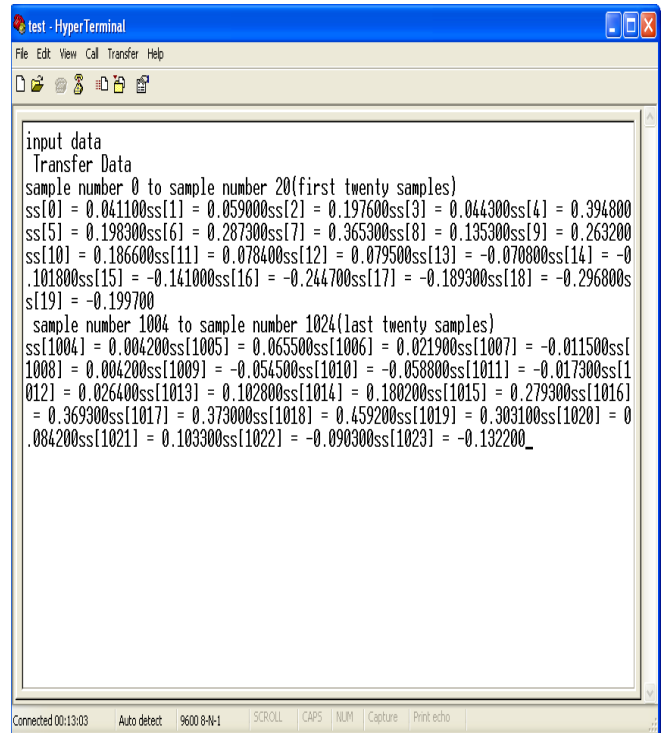 test - HyperTerminal
File Edit View Call Transfer Help
input data
Transfer Data
sample number 0 to sample number 20(first twenty samples)
ss[0] = 0.041100ss[1] = 0.059000ss[2] = 0.197600ss[3] = 0.044300ss[4] = 0.394800
ss[5] = 0.198300ss[6] = 0.287300ss[7] = 0.365300ss[8] = 0.135300ss[9] = 0.263200
ss[10] = 0.186600ss[11] = 0.078400ss[12] = 0.079500ss[13] = -0.070800ss[14] = -0
.101800ss[15] = -0.141000ss[16] = -0.244700ss[17] = -0.189300ss[18] = -0.296800s
s[19] = -0.199700
sample number 1004 to sample number 1024(last twenty samples)
ss[1004] = 0.004200ss[1005] = 0.065500ss[1006] = 0.021900ss[1007] = -0.011500ss[
1008] = 0.004200ss[1009] = -0.054500ss[1010] = -0.058800ss[1011] = -0.017300ss[1
012] = 0.026400ss[1013] = 0.102800ss[1014] = 0.180200ss[1015] = 0.279300ss[1016]
= 0.369300ss[1017] = 0.373000ss[1018] = 0.459200ss[1019] = 0.303100ss[1020] = 0
.084200ss[1021] = 0.103300ss[1022] = -0.090300ss[1023] = -0.132200_
Connected 00:13:03 Auto detect 9600 8-N-1 SCROLL CAPS NUM Capture Print echo